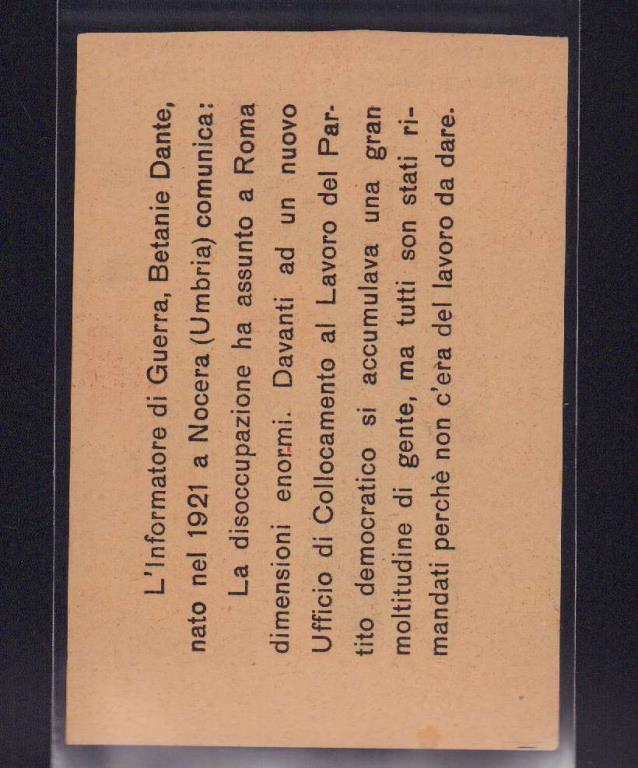 L'Informatore di Guerra, Betanie Dante,
nato nel 1921 a Nocera (Umbria) comunica:
La disoccupazione ha assunto a Roma
dimensioni enormi. Davanti ad un nuovo
Ufficio di Collocamento al Lavoro del Par-
tito democratico si accumulava una gran
moltitudine di gente, ma tutti son stati ri-
mandati perchè non c'era del lavoro da dare.